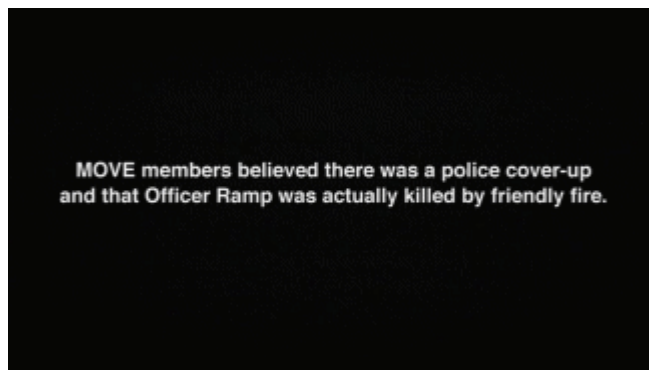 MOVE members believed there was a police cover-up
and that Officer Ramp was actually killed by friendly fire.